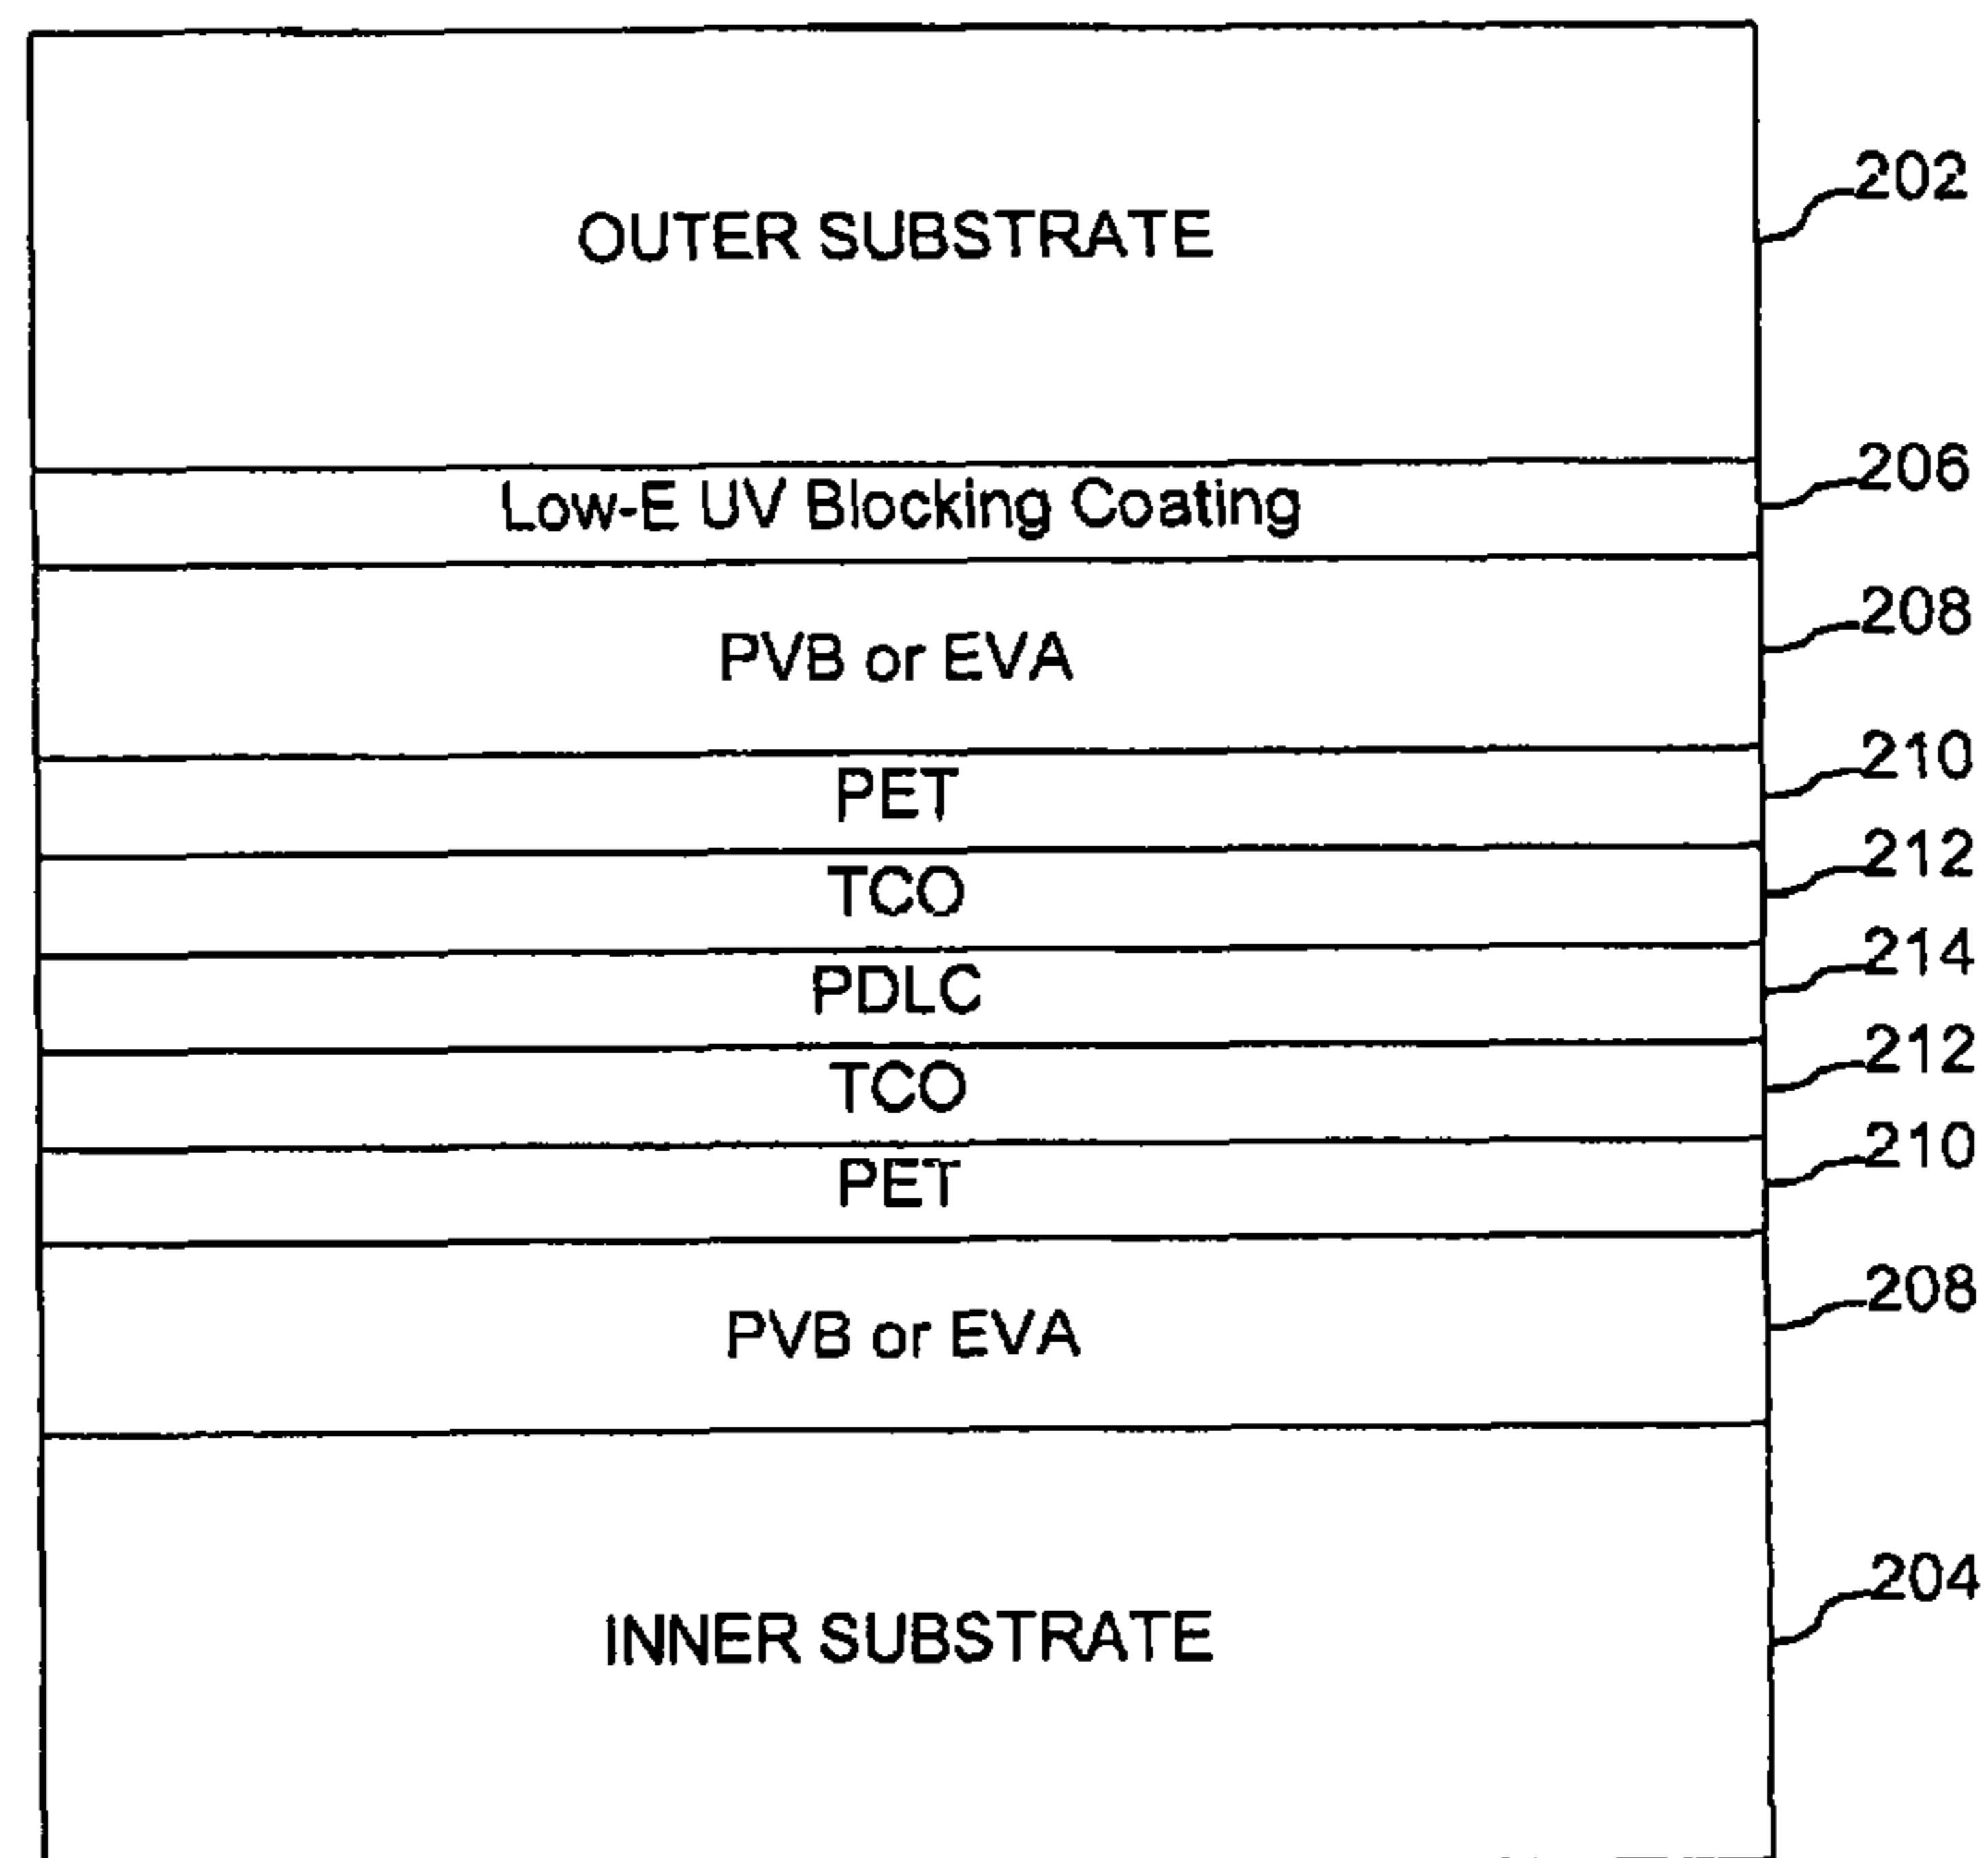 OUTER SUBSTRATE
202
Low-E UV Blocking Coating
206
PVB or EVA
208
PET
210
TCO
212
PDLC
214
TCO
212
PET
210
PVB or EVA
208
INNER SUBSTRATE
204